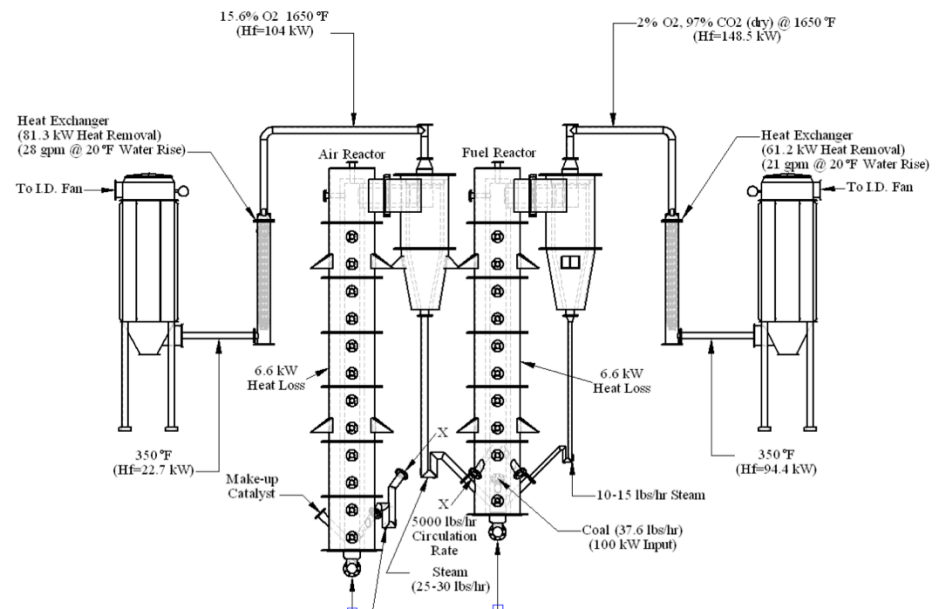 15.6% O2 1650 °F
(Hf=104 kW)
2% O2, 97% CO2 (dry) @ 1650 °F
(Hf=148.5 kW)
Heat Exchanger
(81.3 kW Heat Removal)
(28 gpm @ 20 °F Water Rise)
To I.D. Fan
Air Reactor
Fuel Reactor
Heat Exchanger
(61.2 kW Heat Removal)
(21 gpm @ 20 °F Water Rise)
To I.D. Fan
6.6 kW
Heat Loss
6.6 kW
Heat Loss
350 °F
(Hf=22.7 kW)
350 °F
(Hf=94.4 kW)
Make-up
Catalyst
X
X
5000 lbs/hr
Circulation
Rate
Steam
(25-30 lbs/hr)
10-15 lbs/hr Steam
Coal (37.6 lbs/hr)
(100 kW Input)